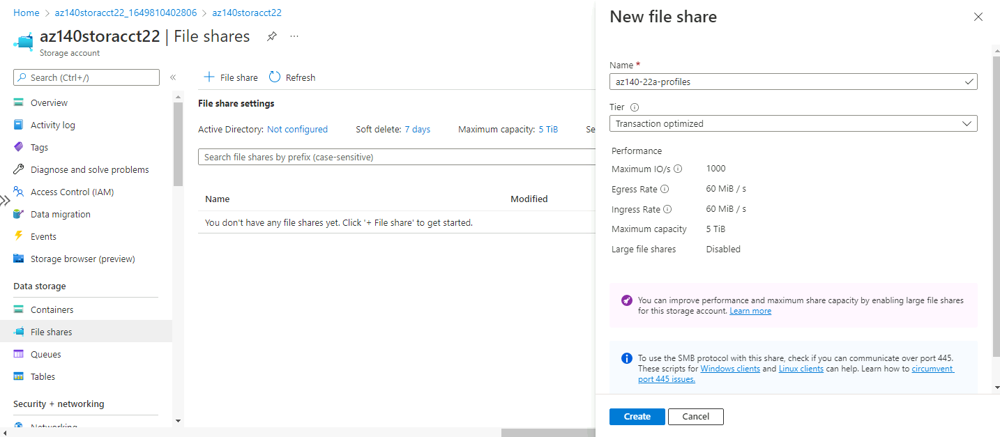 Home > az140storacct22_1649810402806 > az140storacct22
az140storacct22 | File shares
Storage account
Search (Ctrl+/)
Overview
Activity log
Tags
Diagnose and solve problems
Access Control (IAM)
Data migration
Events
Storage browser (preview)
Data storage
Containers
File shares
Queues
Tables
Security + networking
Networking
+ File share Refresh
File share settings
Active Directory: Not configured Soft delete: 7 days Maximum capacity: 5 TiB Se
Search file shares by prefix (case-sensitive)
Name Modified
You don't have any file shares yet. Click '+ File share' to get started.
New file share
Name *
az140-22a-profiles
Tier
Transaction optimized
Performance
Maximum IO/s 1000
Egress Rate 60 MiB / s
Ingress Rate 60 MiB / s
Maximum capacity 5 TiB
Large file shares Disabled
You can improve performance and maximum share capacity by enabling large file shares
for this storage account. Learn more
To use the SMB protocol with this share, check if you can communicate over port 445.
These scripts for Windows clients and Linux clients can help. Learn how to circumvent
port 445 issues.
Create Cancel